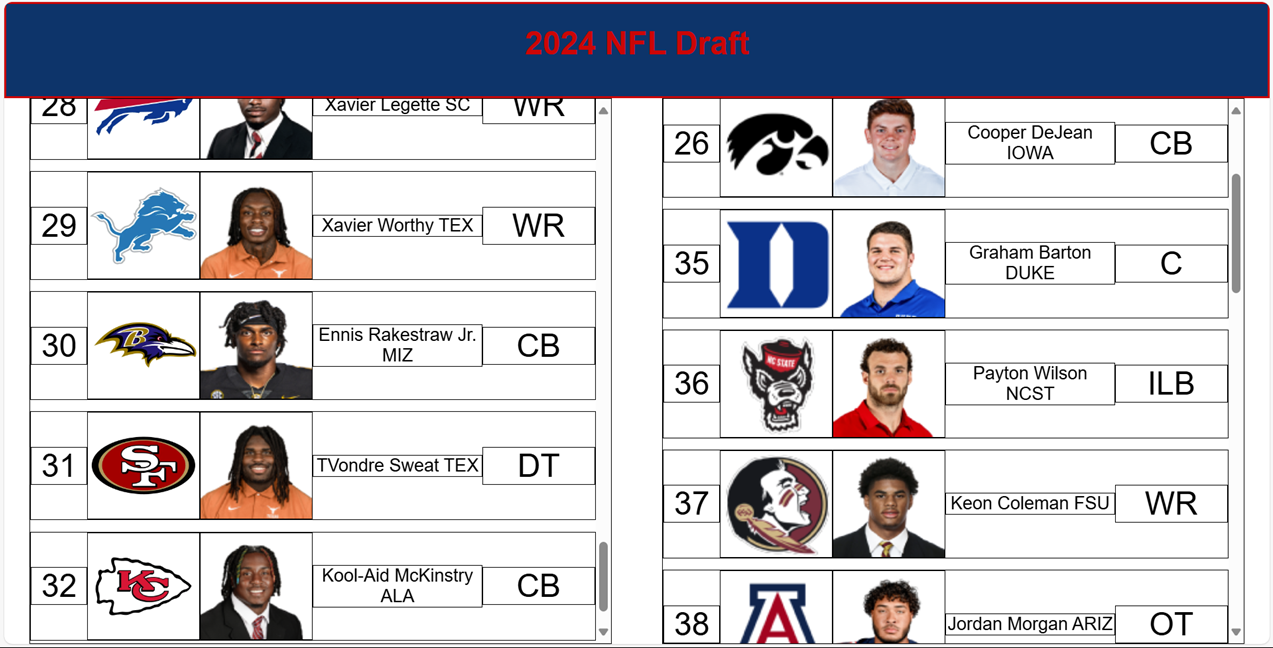 2024 NFL Draft
28
Xavier Legette SC
WR
29
Xavier Worthy TEX
WR
30
Ennis Rakestraw Jr.
MIZ
CB
31
TVondre Sweat TEX
DT
32
Kool-Aid McKinstry
ALA
CB
26
Cooper DeJean
IOWA
CB
35
Graham Barton
DUKE
C
36
NC STATE
Payton Wilson
NCST
ILB
37
Keon Coleman FSU
WR
38
Jordan Morgan ARIZ
OT
B
SF
KC
D
A